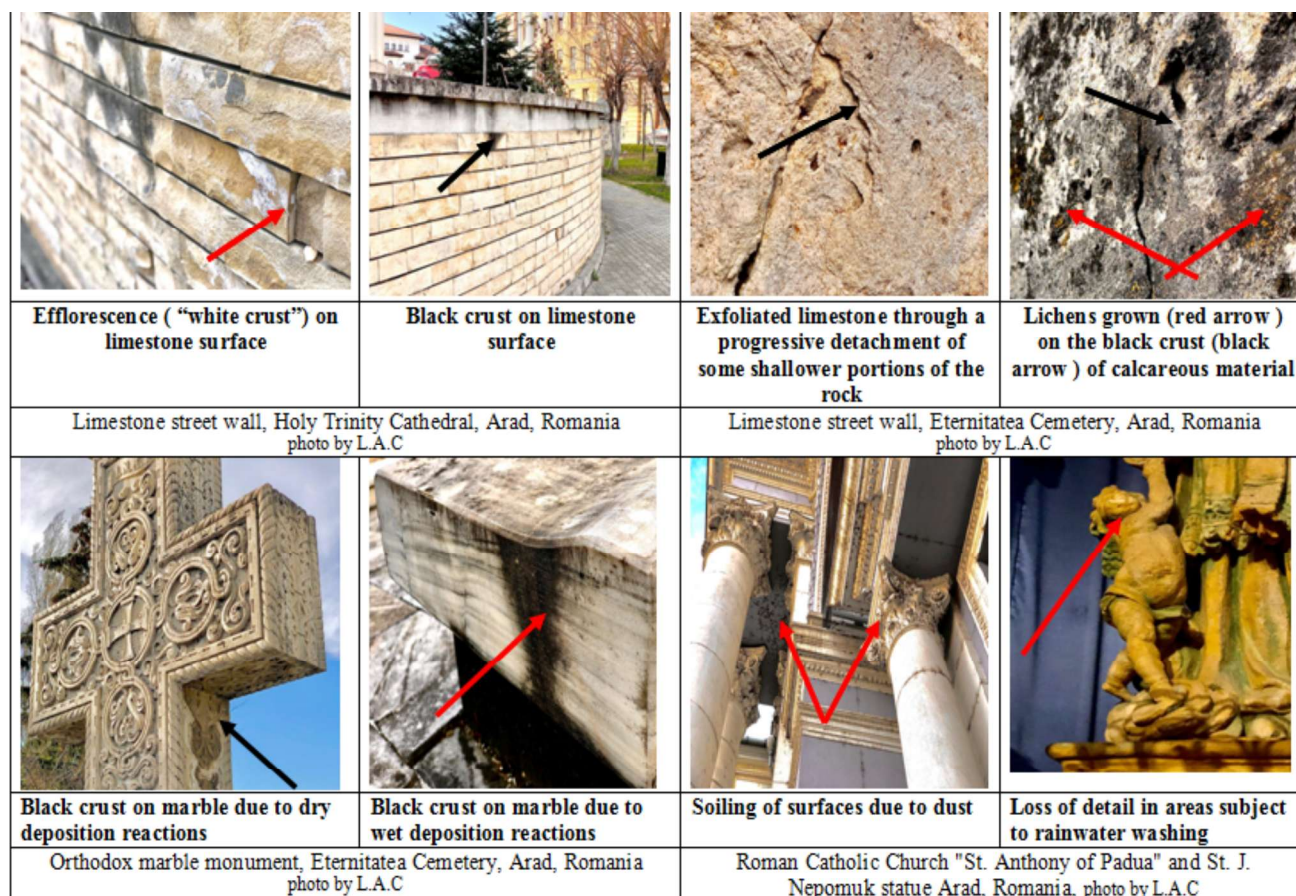 Efflorescence ( “white crust”) on
limestone surface
Black crust on limestone
surface
Exfoliated limestone through a
progressive detachment of
some shallower portions of the
rock
Lichens grown (red arrow )
on the black crust (black
arrow ) of calcareous material
Limestone street wall, Holy Trinity Cathedral, Arad, Romania
photo by L.A.C
Limestone street wall, Eternitatea Cemetery, Arad, Romania
photo by L.A.C
Black crust on marble due to dry
deposition reactions
Black crust on marble due to
wet deposition reactions
Soiling of surfaces due to dust
Loss of detail in areas subject
to rainwater washing
Orthodox marble monument, Eternitatea Cemetery, Arad, Romania
photo by L.A.C
Roman Catholic Church "St. Anthony of Padua" and St. J.
Nepomuk statue Arad, Romania, photo by L.A.C